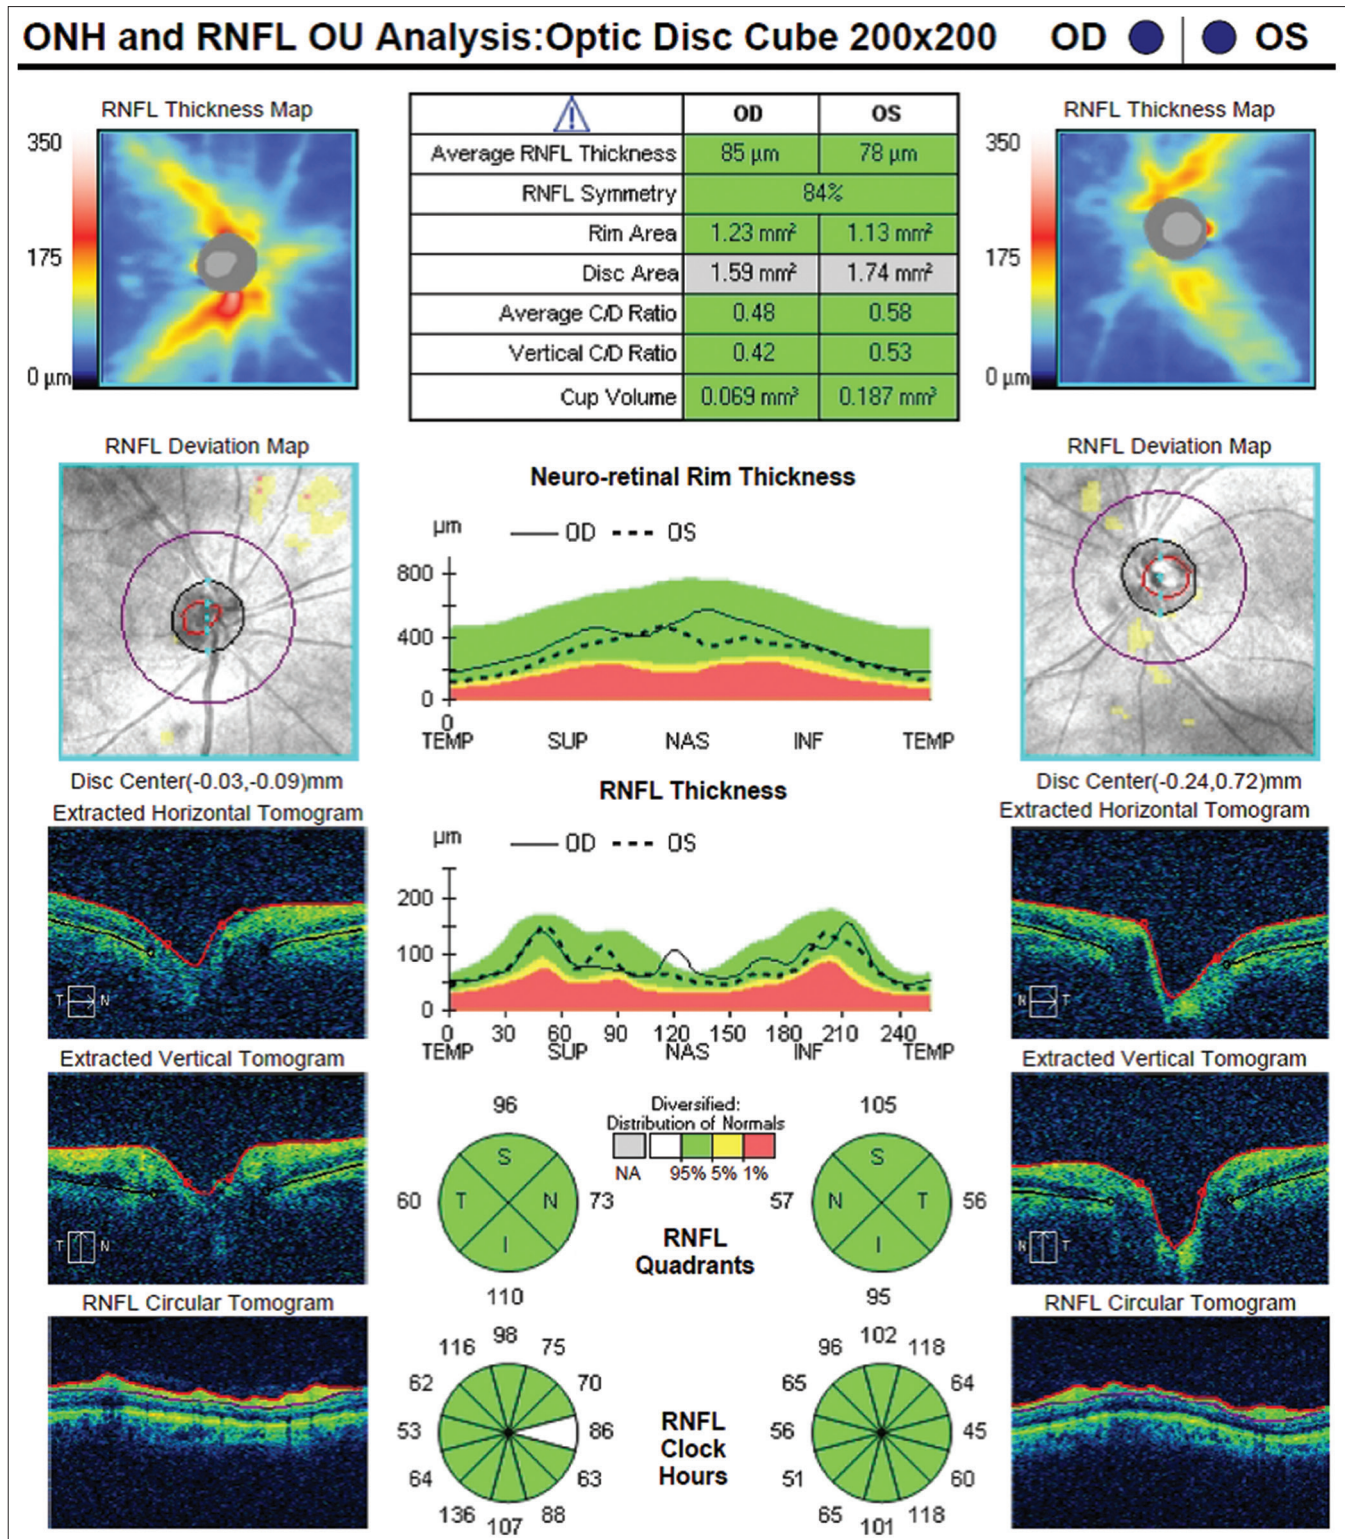 ONH and RNFL OU Analysis:Optic Disc Cube 200x200 OD OS
RNFL Thickness Map
350
175
0 µm
OD OS
Average RNFL Thickness 85 µm 78 µm
RNFL Symmetry 84%
Rim Area 1.23 mm² 1.13 mm²
Disc Area 1.59 mm² 1.74 mm²
Average C/D Ratio 0.48 0.58
Vertical C/D Ratio 0.42 0.53
Cup Volume 0.069 mm³ 0.187 mm³
RNFL Thickness Map
350
175
0 µm
RNFL Deviation Map
Disc Center(-0.03,-0.09)mm
Neuro-retinal Rim Thickness
µm OD OS
800
400
0
0
TEMP SUP NAS INF TEMP
RNFL Deviation Map
Disc Center(-0.24,0.72)mm
Extracted Horizontal Tomogram
T N
RNFL Thickness
µm OD OS
200
100
0
0 30 60 90 120 150 180 210 240
TEMP SUP NAS INF TEMP
Extracted Horizontal Tomogram
N T
Extracted Vertical Tomogram
T N
96
S
60 T N 73
I
110
Diversified:
Distribution of Normals
NA 95% 5% 1%
RNFL
Quadrants
105
S
57 N T 56
I
95
Extracted Vertical Tomogram
N T
RNFL Circular Tomogram
98
116 75
62 70
53 86
64 63
136 88
107
RNFL
Clock
Hours
102
96 118
65 64
56 45
51 60
65 118
101
RNFL Circular Tomogram